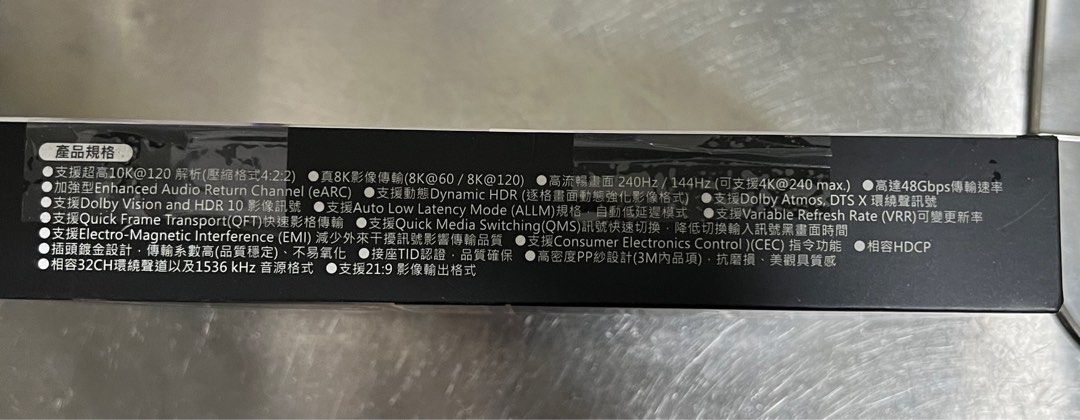 產品規格
●支援超高10K@120 解析(壓縮格式4:2:2) ●真8K影像傳輸(8K@60 / 8K@120) ●高流暢畫面 240Hz / 144Hz (可支援4K@240 max.) ●高達48Gbps傳輸速率
●加強型Enhanced Audio Return Channel (eARC) ●支援動態Dynamic HDR (逐格畫面動態強化影像格式) ●支援Dolby Atmos, DTS X 環繞聲訊號
●支援Dolby Vision and HDR 10 影像訊號 ●支援Auto Low Latency Mode (ALLM)規格，自動低延遲模式 ●支援Variable Refresh Rate (VRR)可變更新率
●支援Quick Frame Transport(QFT)快速影格傳輸 ●支援Quick Media Switching(QMS)訊號快速切換，降低切換輸入訊號黑畫面時間
●支援Electro-Magnetic Interference (EMI) 減少外來干擾訊號影響傳輸品質 ●支援Consumer Electronics Control )(CEC) 指令功能 ●相容HDCP
●插頭鍍金設計，傳輸系數高(品質穩定)、不易氧化 ●接座TID認證，品質確保 ●高密度PP紗設計(3M內品項)，抗磨損、美觀具質感
●相容32CH環繞聲道以及1536 kHz 音源格式 ●支援21:9 影像輸出格式